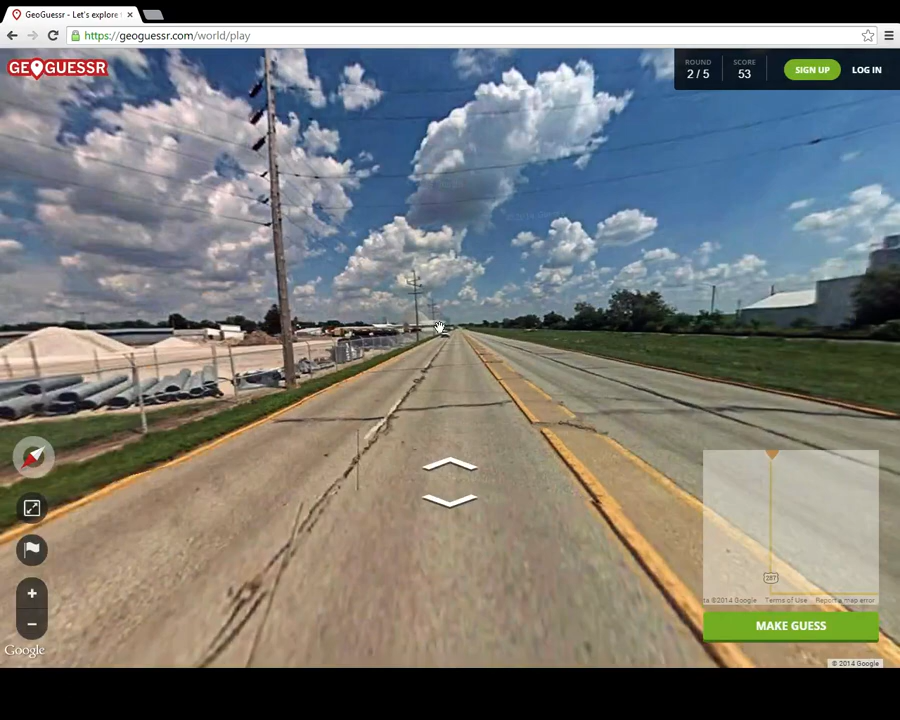 GeoGuessr - Let's explore t
https://geoguessr.com/world/play
GEOGUESSR
ROUND
2 / 5
SCORE
53
SIGN UP
LOG IN
287
ta ©2014 Google
Terms of Use
Report a map error
MAKE GUESS
Google
© 2014 Google